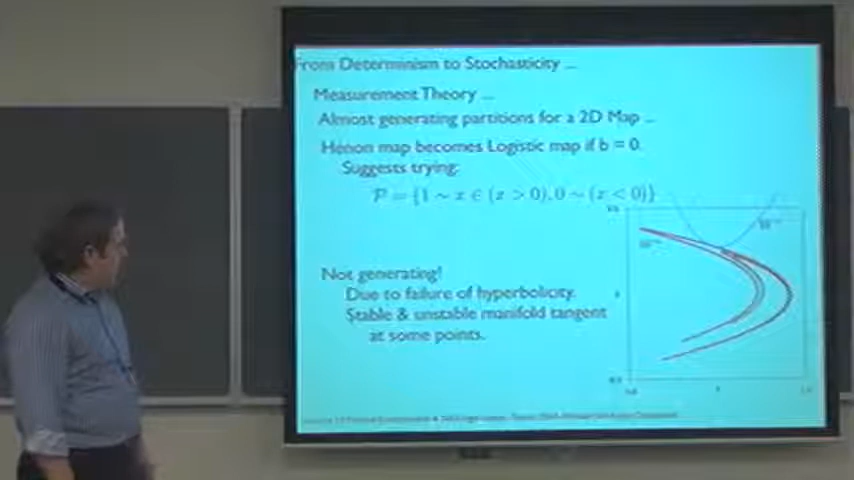 From Determinism to Stochasticity ...
Measurement Theory ...
Almost generating partitions for a 2D Map ...
Henon map becomes Logistic map if b = 0.
Suggests trying:
P = {1 ~ x ∈ (x > 0), 0 ~ (x < 0)}
Not generating!
Due to failure of hyperbolicity.
Stable & unstable manifold tangent
at some points.